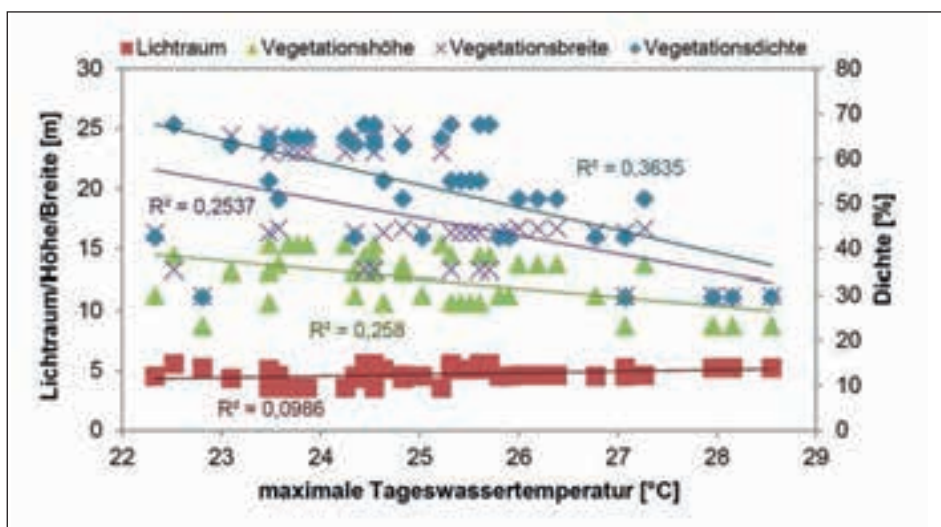 Lichtraum Vegetationshöhe Vegetationsbreite Vegetationsdichte
30
25
20
15
10
5
0
Lichtraum/Höhe/Breite [m]
80
70
60
50
40
30
20
10
0
Dichte [%]
R² = 0,3635
R² = 0,2537
R² = 0,258
R² = 0,0986
22 23 24 25 26 27 28 29
maximale Tageswassertemperatur [°C]